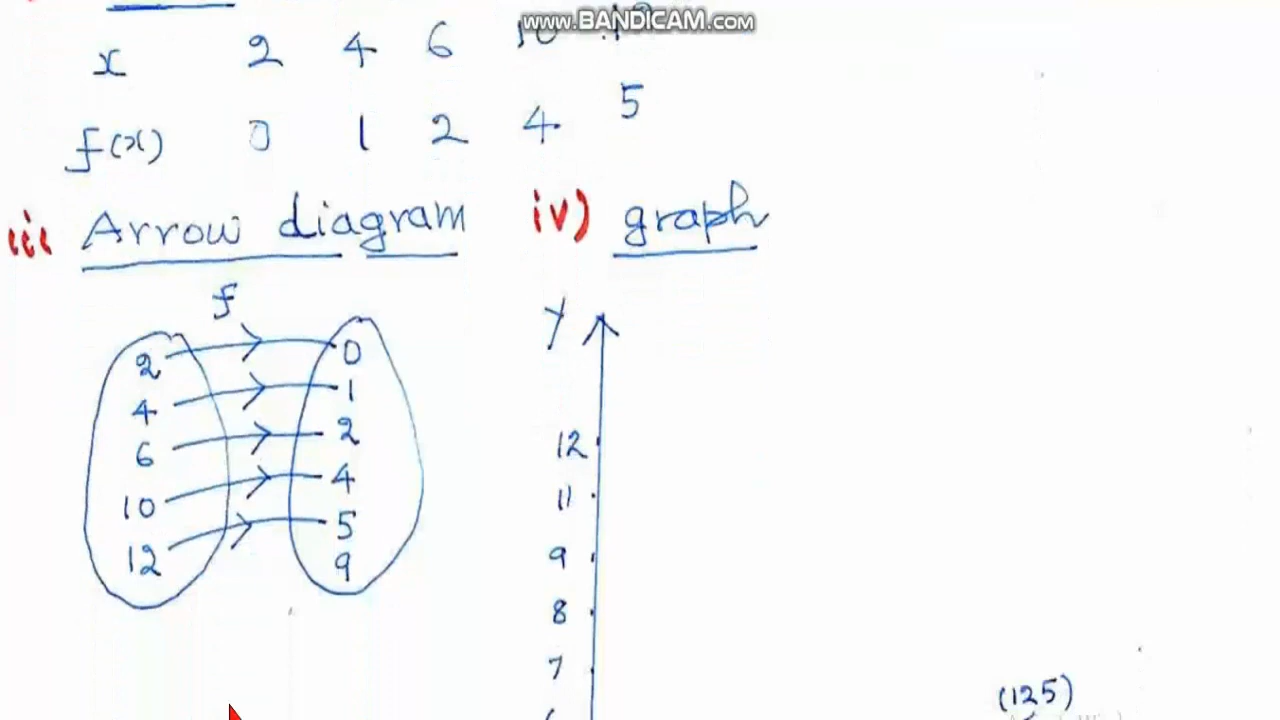 www.BANDICAM.com
x 2 4 6 10
f(x) 0 1 2 4 5
iii Arrow diagram
f
2 0
4 1
6 2
10 4
12 5
9
iv) graph
y
12
11
9
8
7
(125)